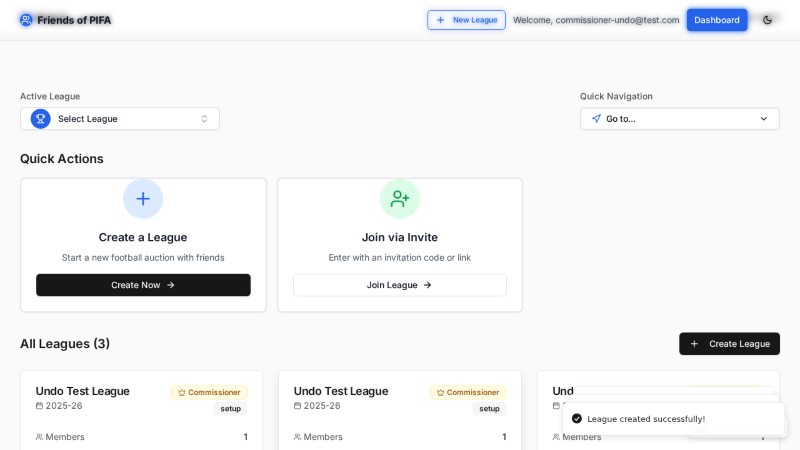 Friends of PIFA
New League
Welcome, commissioner-undo@test.com
Dashboard
Active League
Quick Navigation
Select League
Go to...
Quick Actions
Create a League
Join via Invite
Start a new football auction with friends
Enter with an invitation code or link
Create Now
Join League
All Leagues (3)
Create League
Undo Test League
Commissioner
Undo Test League
Commissioner
Und
2025-26
setup
2025-26
setup
League created successfully!
Members
1
Members
1
Members